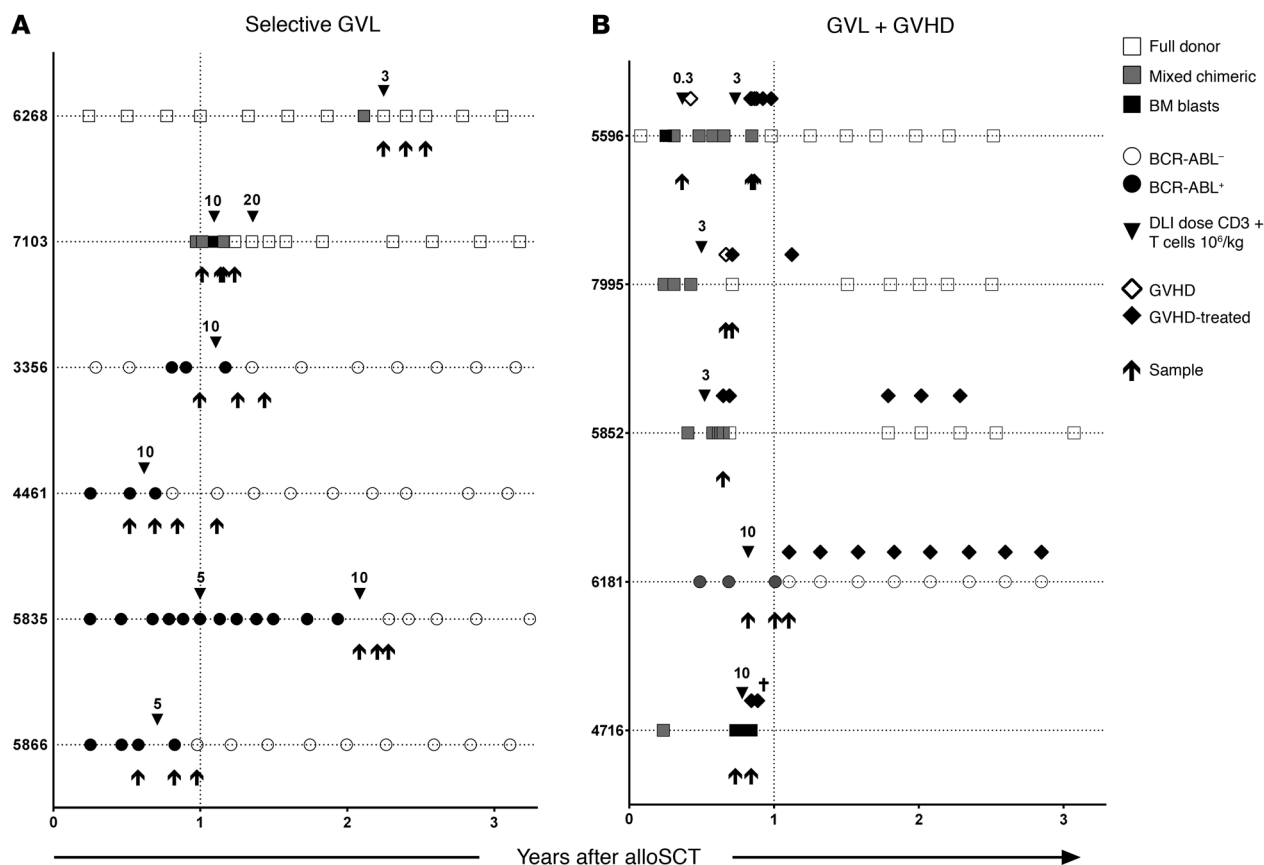 A
Selective GVL
3
6268
10 20
7103
10
3356
10
4461
5 10
5835
5
5866
0 1 2 3
B
GVL + GVHD
0.3 3
5596
3
7995
3
5852
10
6181
10
†
4716
0 1 2 3
Years after alloSCT
Full donor
Mixed chimeric
BM blasts
BCR-ABL⁻
BCR-ABL⁺
DLI dose CD3 +
T cells 10⁶/kg
GVHD
GVHD-treated
Sample